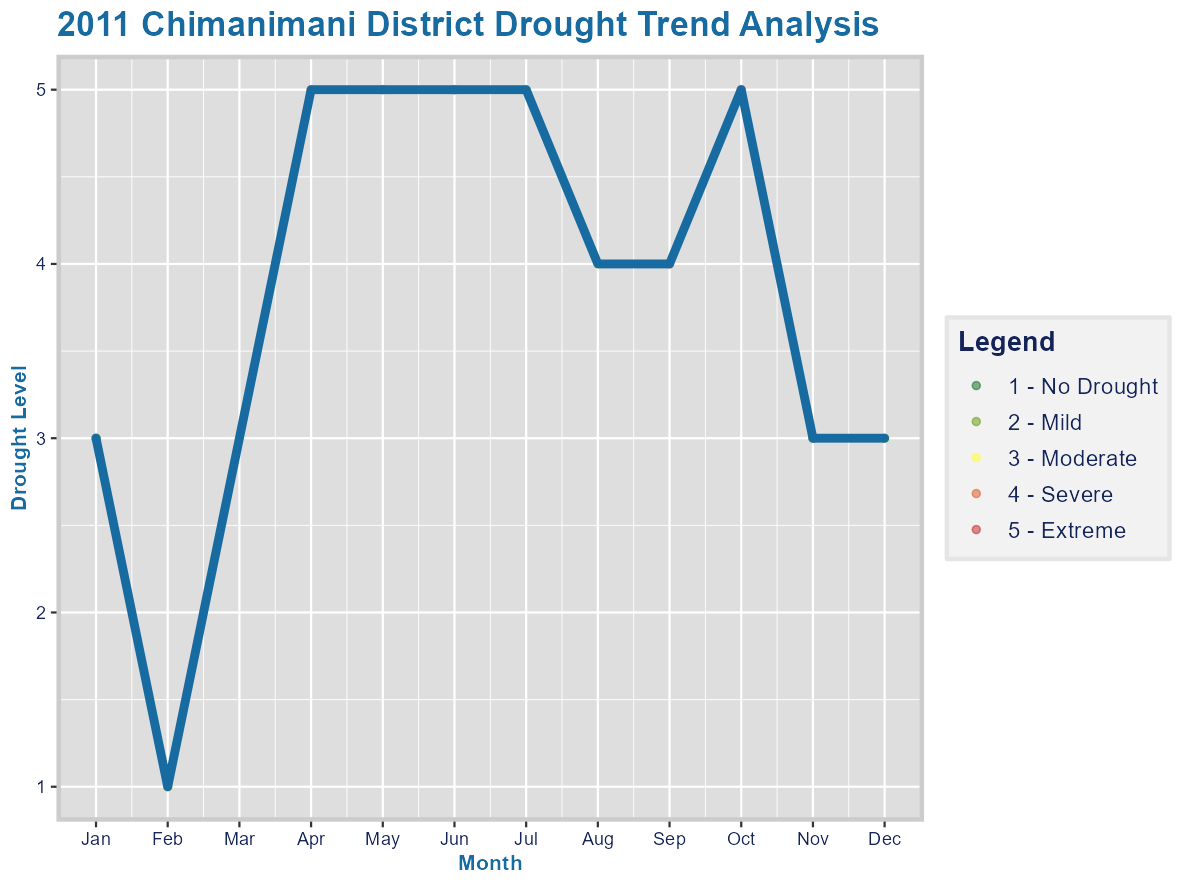 2011 Chimanimani District Drought Trend Analysis
5
4
3
2
1
Drought Level
Jan Feb Mar Apr May Jun Jul Aug Sep Oct Nov Dec
Month
Legend
1 - No Drought
2 - Mild
3 - Moderate
4 - Severe
5 - Extreme